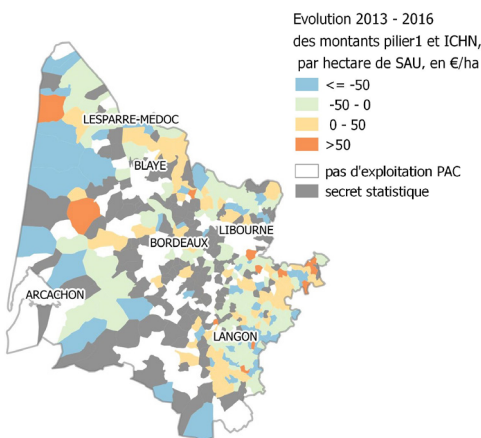 Evolution 2013 - 2016
des montants pilier1 et ICHN,
par hectare de SAU, en €/ha
<= -50
-50 - 0
0 - 50
>50
pas d'exploitation PAC
secret statistique
LESPARRE-MEDOC
BLAYE
LIBOURNE
BORDEAUX
ARCACHON
LANGON